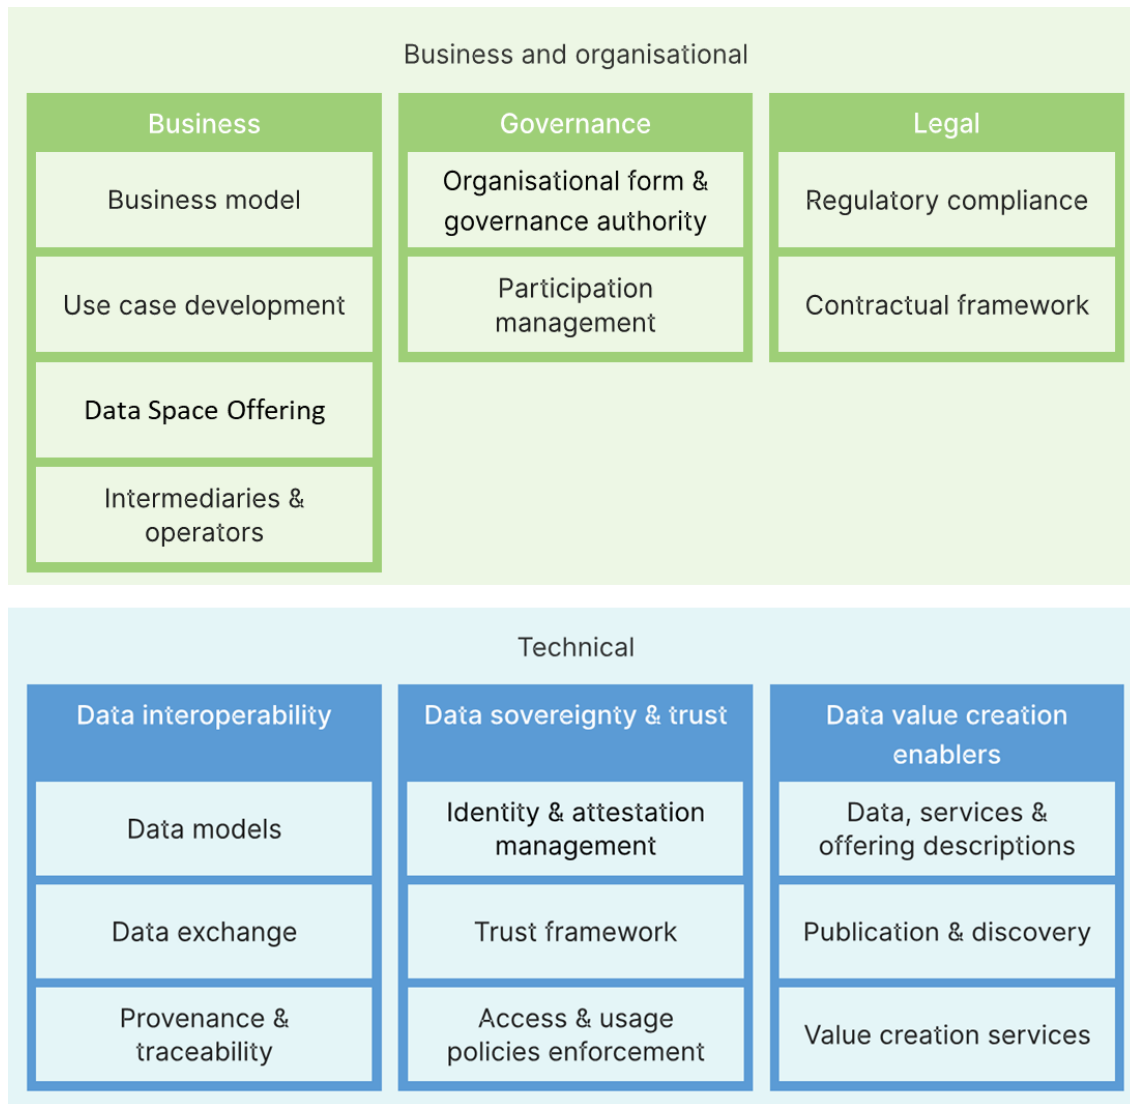 Business and organisational
Business
Business model
Use case development
Data Space Offering
Intermediaries &
operators
Governance
Organisational form &
governance authority
Participation
management
Legal
Regulatory compliance
Contractual framework
Technical
Data interoperability
Data models
Data exchange
Provenance &
traceability
Data sovereignty & trust
Identity & attestation
management
Trust framework
Access & usage
policies enforcement
Data value creation
enablers
Data, services &
offering descriptions
Publication & discovery
Value creation services